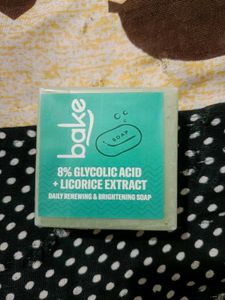 bake
SOAP
8% GLYCOLIC ACID
+ LICORICE EXTRACT
DAILY RENEWING & BRIGHTENING SOAP